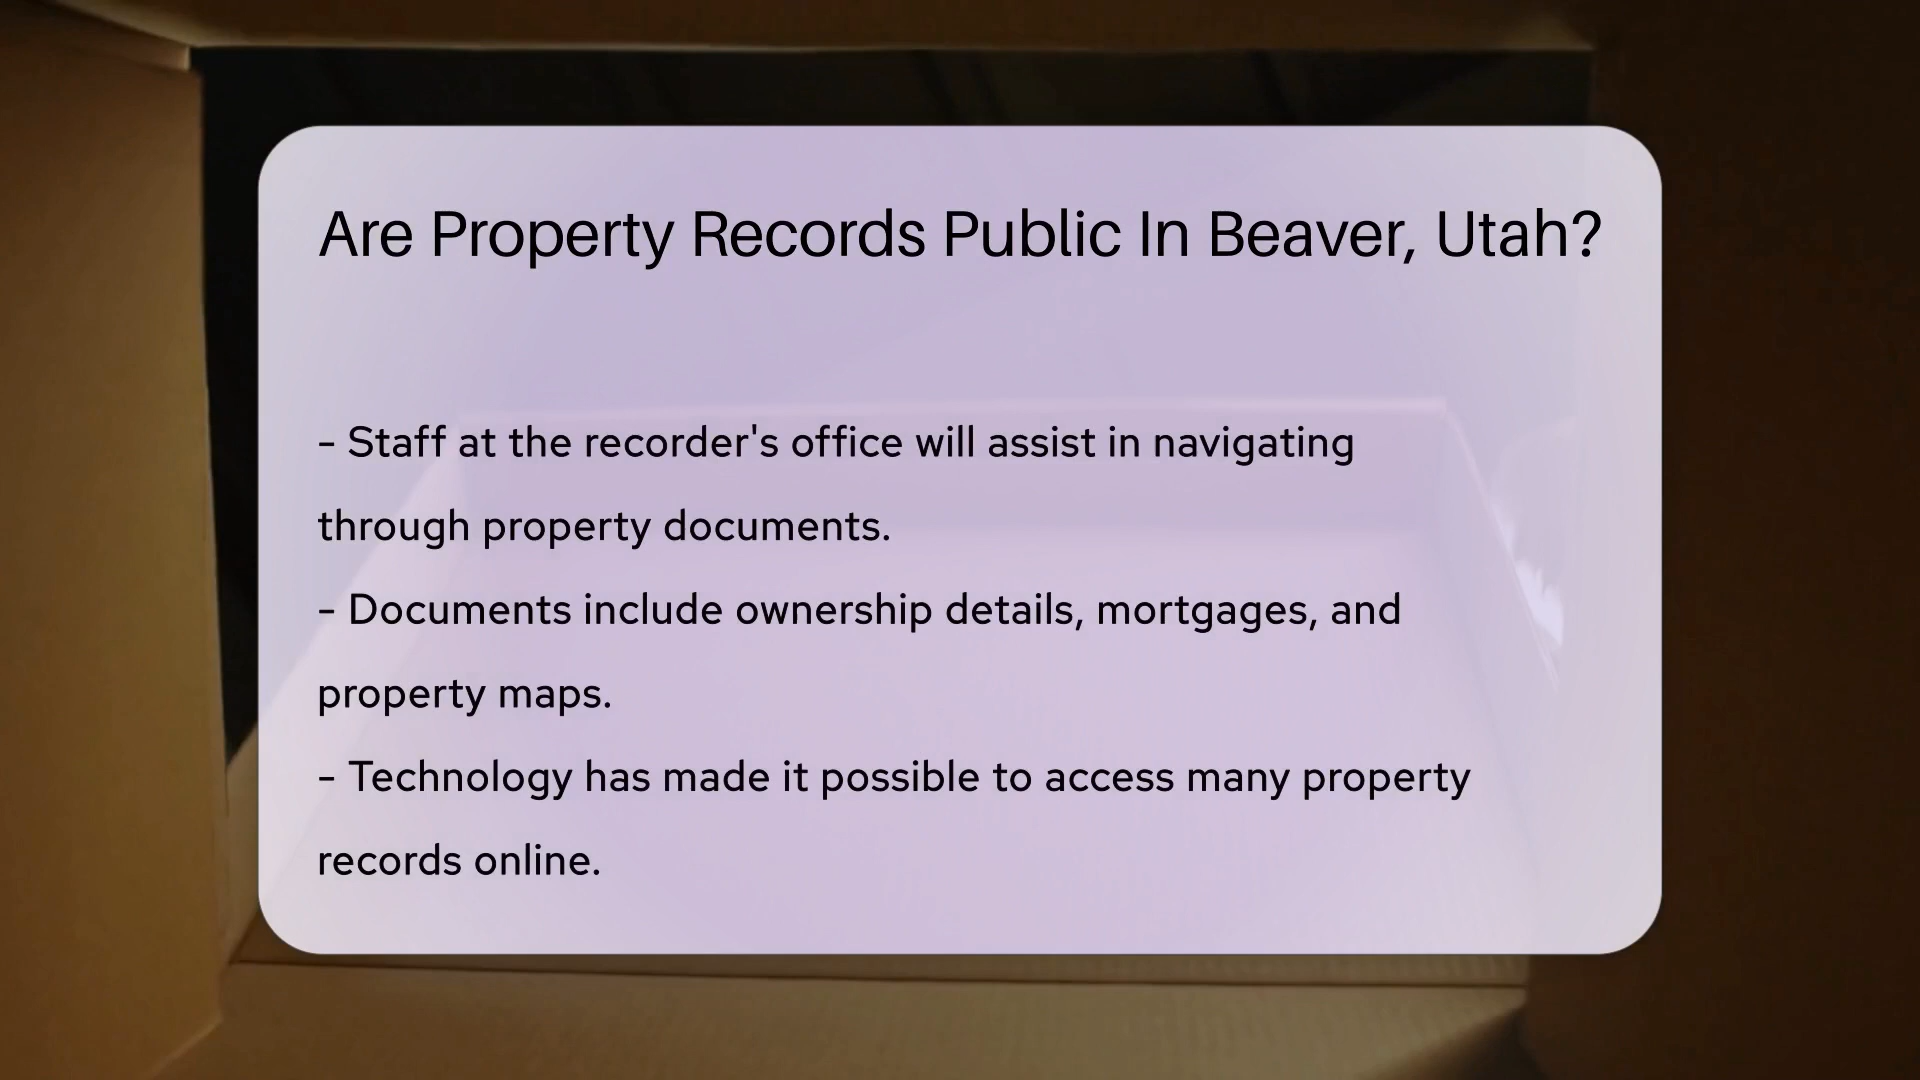 Are Property Records Public In Beaver, Utah?
– Staff at the recorder's office will assist in navigating
through property documents.
– Documents include ownership details, mortgages, and
property maps.
– Technology has made it possible to access many property
records online.